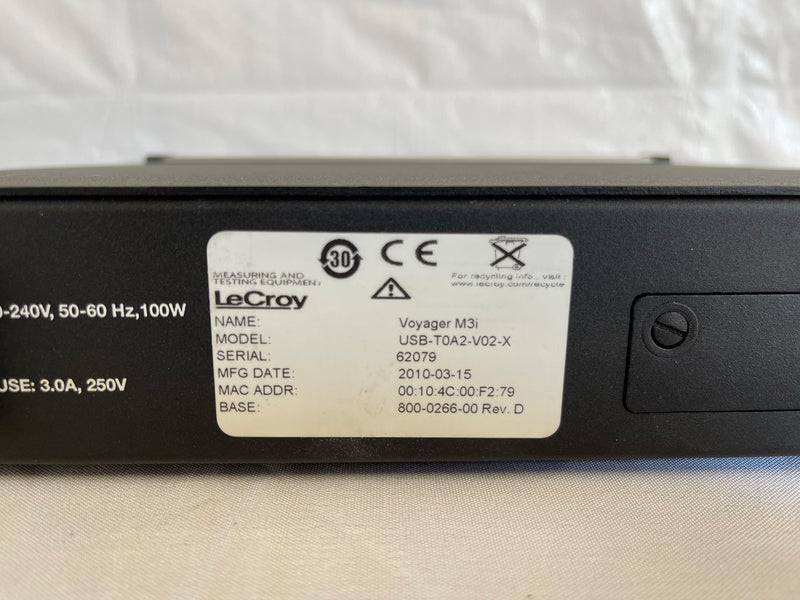 0-240V, 50-60 Hz,100W
USE: 3.0A, 250V
30
CE
For recycling info., visit :
www.lecroy.com/recycle
MEASURING AND
TESTING EQUIPMENT
LeCroy
NAME: Voyager M3i
MODEL: USB-T0A2-V02-X
SERIAL: 62079
MFG DATE: 2010-03-15
MAC ADDR: 00:10:4C:00:F2:79
BASE: 800-0266-00 Rev. D